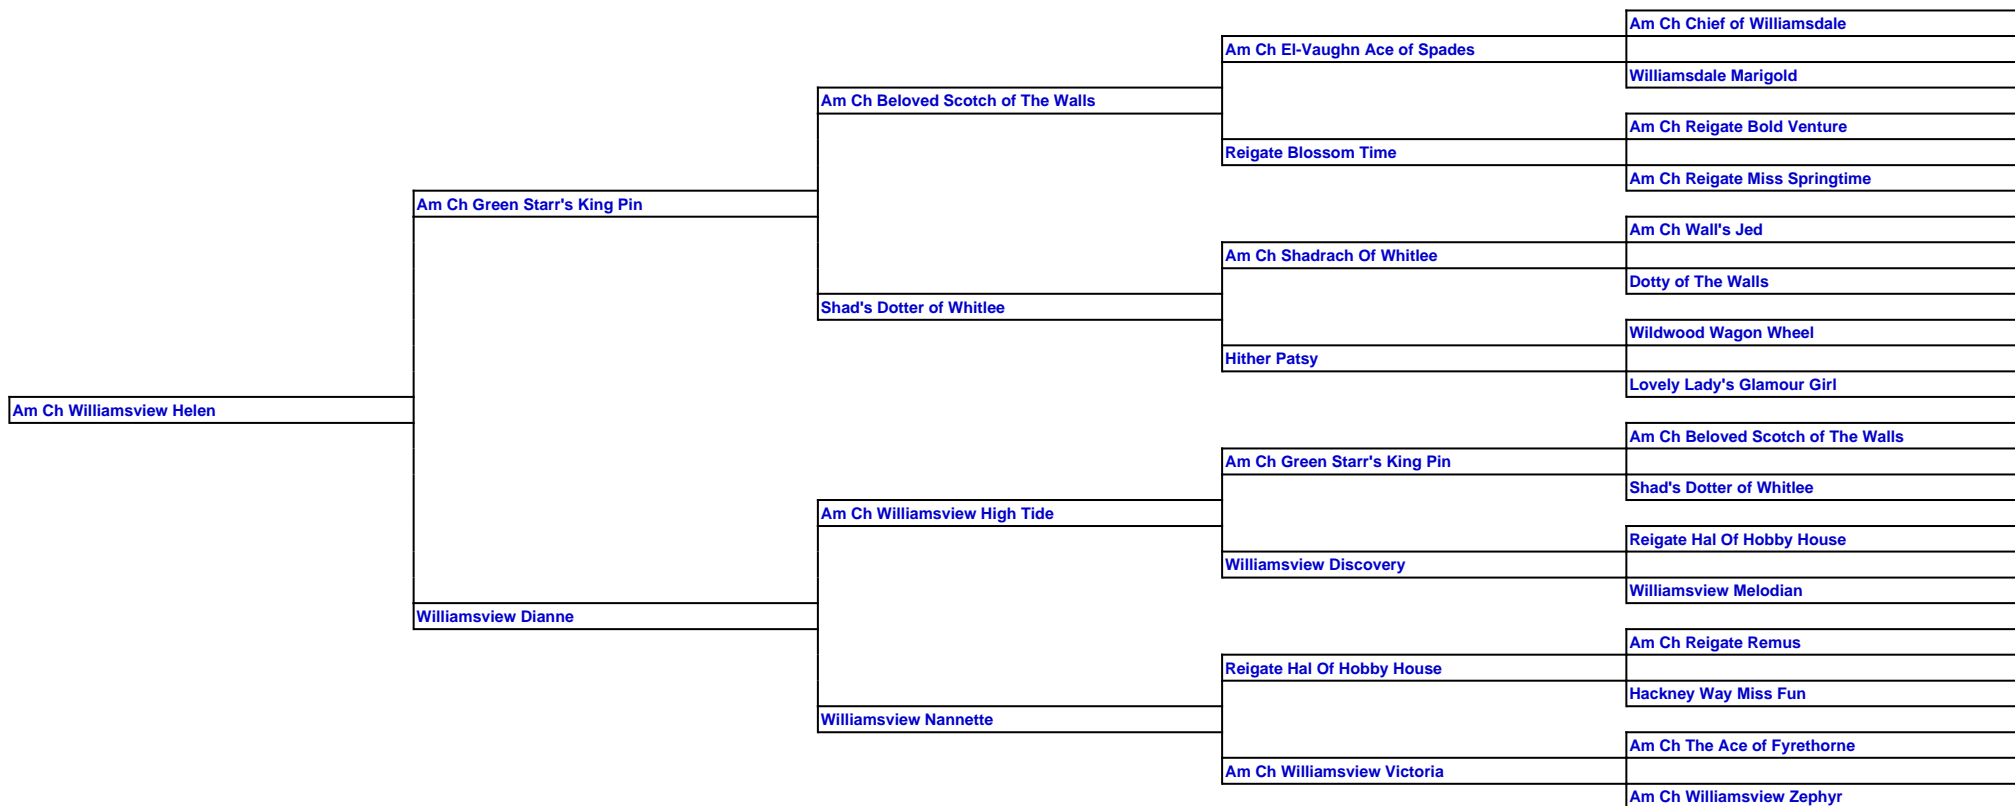 Am Ch Chief of Williamsdale
Am Ch El-Vaughn Ace of Spades
Williamsdale Marigold
Am Ch Beloved Scotch of The Walls
Am Ch Reigate Bold Venture
Reigate Blossom Time
Am Ch Reigate Miss Springtime
Am Ch Green Starr's King Pin
Am Ch Wall's Jed
Am Ch Shadrach Of Whitlee
Dotty of The Walls
Shad's Dotter of Whitlee
Wildwood Wagon Wheel
Hither Patsy
Lovely Lady's Glamour Girl
Am Ch Williamsview Helen
Am Ch Beloved Scotch of The Walls
Am Ch Green Starr's King Pin
Shad's Dotter of Whitlee
Am Ch Williamsview High Tide
Reigate Hal Of Hobby House
Williamsview Discovery
Williamsview Melodian
Williamsview Dianne
Am Ch Reigate Remus
Reigate Hal Of Hobby House
Hackney Way Miss Fun
Williamsview Nannette
Am Ch The Ace of Fyrethorne
Am Ch Williamsview Victoria
Am Ch Williamsview Zephyr